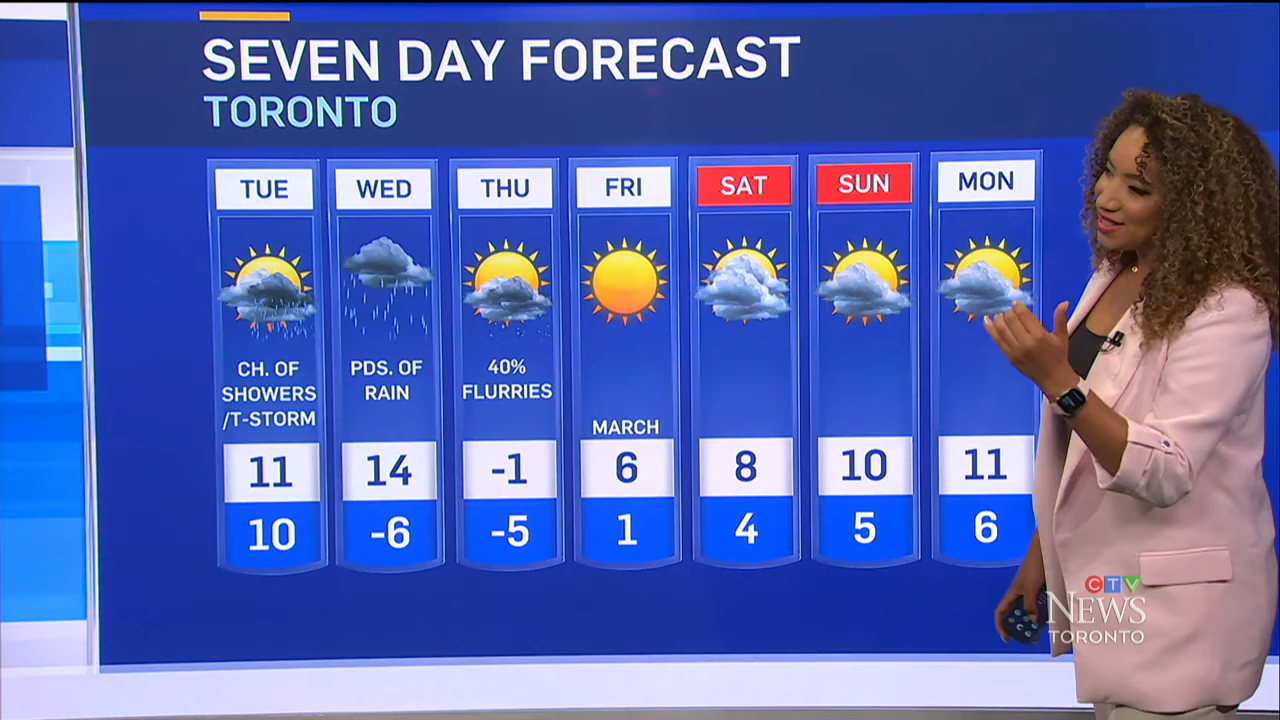 SEVEN DAY FORECAST
TORONTO
TUE WED THU FRI SAT SUN MON
CH. OF SHOWERS /T-STORM
PDS. OF RAIN
40% FLURRIES
MARCH
11 14 -1 6 8 10 11
10 -6 -5 1 4 5 6
CTV
NEWS
TORONTO